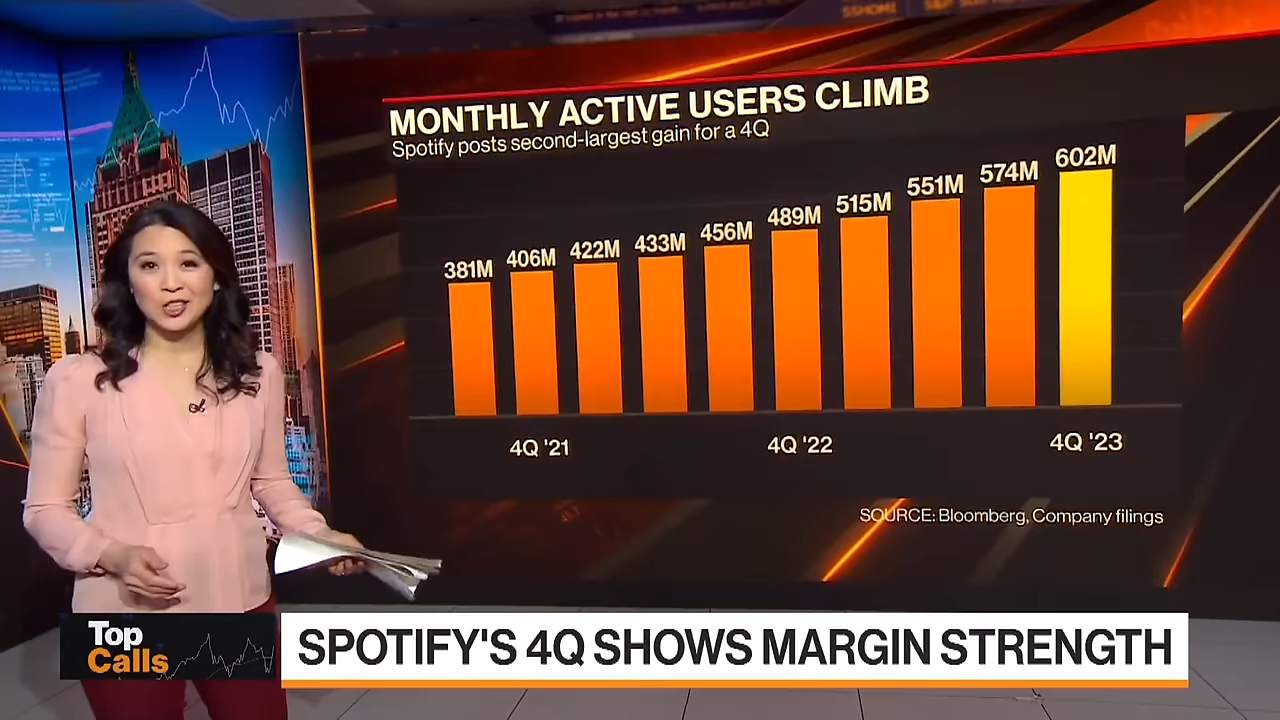 MONTHLY ACTIVE USERS CLIMB
Spotify posts second-largest gain for a 4Q
381M
406M
422M
433M
456M
489M
515M
551M
574M
602M
4Q '21
4Q '22
4Q '23
SOURCE: Bloomberg, Company filings
Top
Calls
SPOTIFY'S 4Q SHOWS MARGIN STRENGTH